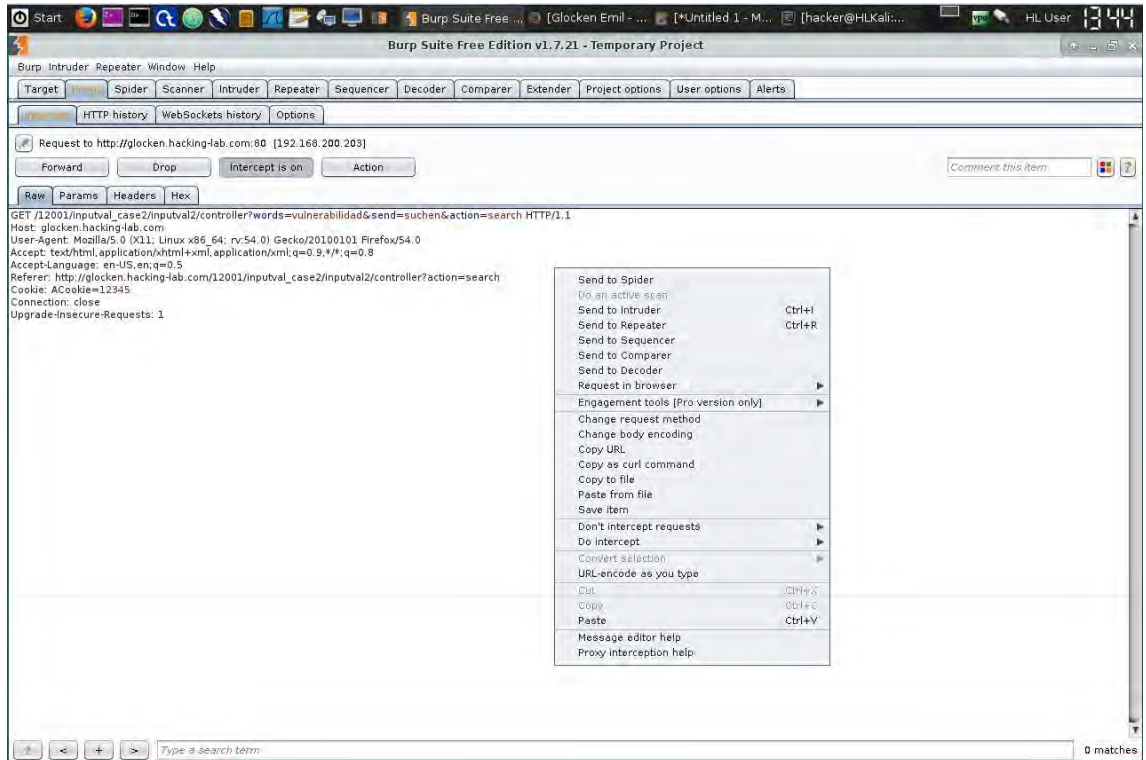 Start Burp Suite Free ... [Glocken Emil - ... [*Untitled 1 - M... [hacker@HLKali:... vpn HL User 13:44
Burp Suite Free Edition v1.7.21 - Temporary Project
Burp Intruder Repeater Window Help
Target Proxy Spider Scanner Intruder Repeater Sequencer Decoder Comparer Extender Project options User options Alerts
HTTP history WebSockets history Options
Request to http://glocken.hacking-lab.com:80 [192.168.200.203]
Forward Drop Intercept is on Action Comment this item ?
Raw Params Headers Hex
GET /12001/inputval_case2/inputval2/controller?words=vulnerabilidad&send=suchen&action=search HTTP/1.1
Host: glocken.hacking-lab.com
User-Agent: Mozilla/5.0 (X11; Linux x86_64; rv:54.0) Gecko/20100101 Firefox/54.0
Accept: text/html,application/xhtml+xml,application/xml;q=0.9,*/*;q=0.8
Accept-Language: en-US,en;q=0.5
Referer: http://glocken.hacking-lab.com/12001/inputval_case2/inputval2/controller?action=search
Cookie: ACookie=12345
Connection: close
Upgrade-Insecure-Requests: 1
Send to Spider
Do an active scan
Send to Intruder Ctrl+I
Send to Repeater Ctrl+R
Send to Sequencer
Send to Comparer
Send to Decoder
Request in browser
Engagement tools [Pro version only]
Change request method
Change body encoding
Copy URL
Copy as curl command
Copy to file
Paste from file
Save item
Don't intercept requests
Do intercept
Convert selection
URL-encode as you type
Cut Ctrl+X
Copy Ctrl+C
Paste Ctrl+V
Message editor help
Proxy interception help
? < + > Type a search term 0 matches